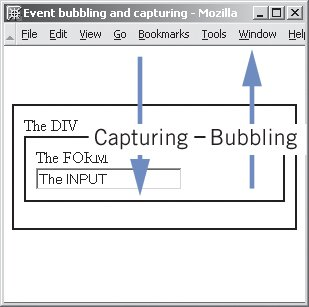 Event bubbling and capturing - Mozilla
File Edit View Go Bookmarks Tools Window Help
The DIV
Capturing – Bubbling
The FORM
The INPUT